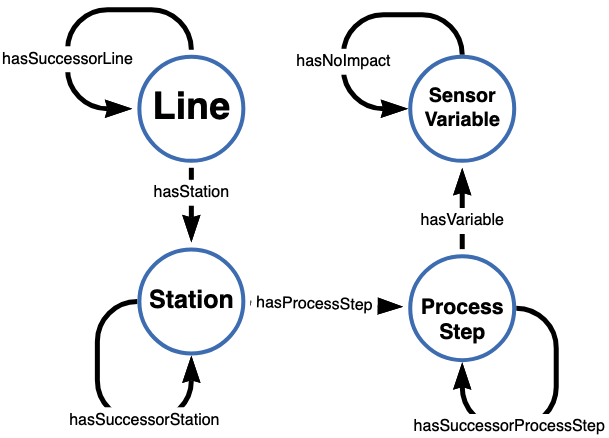 hasSuccessorLine
Line
hasNoImpact
Sensor
Variable
hasStation
hasVariable
Station
hasProcessStep
Process
Step
hasSuccessorStation
hasSuccessorProcessStep